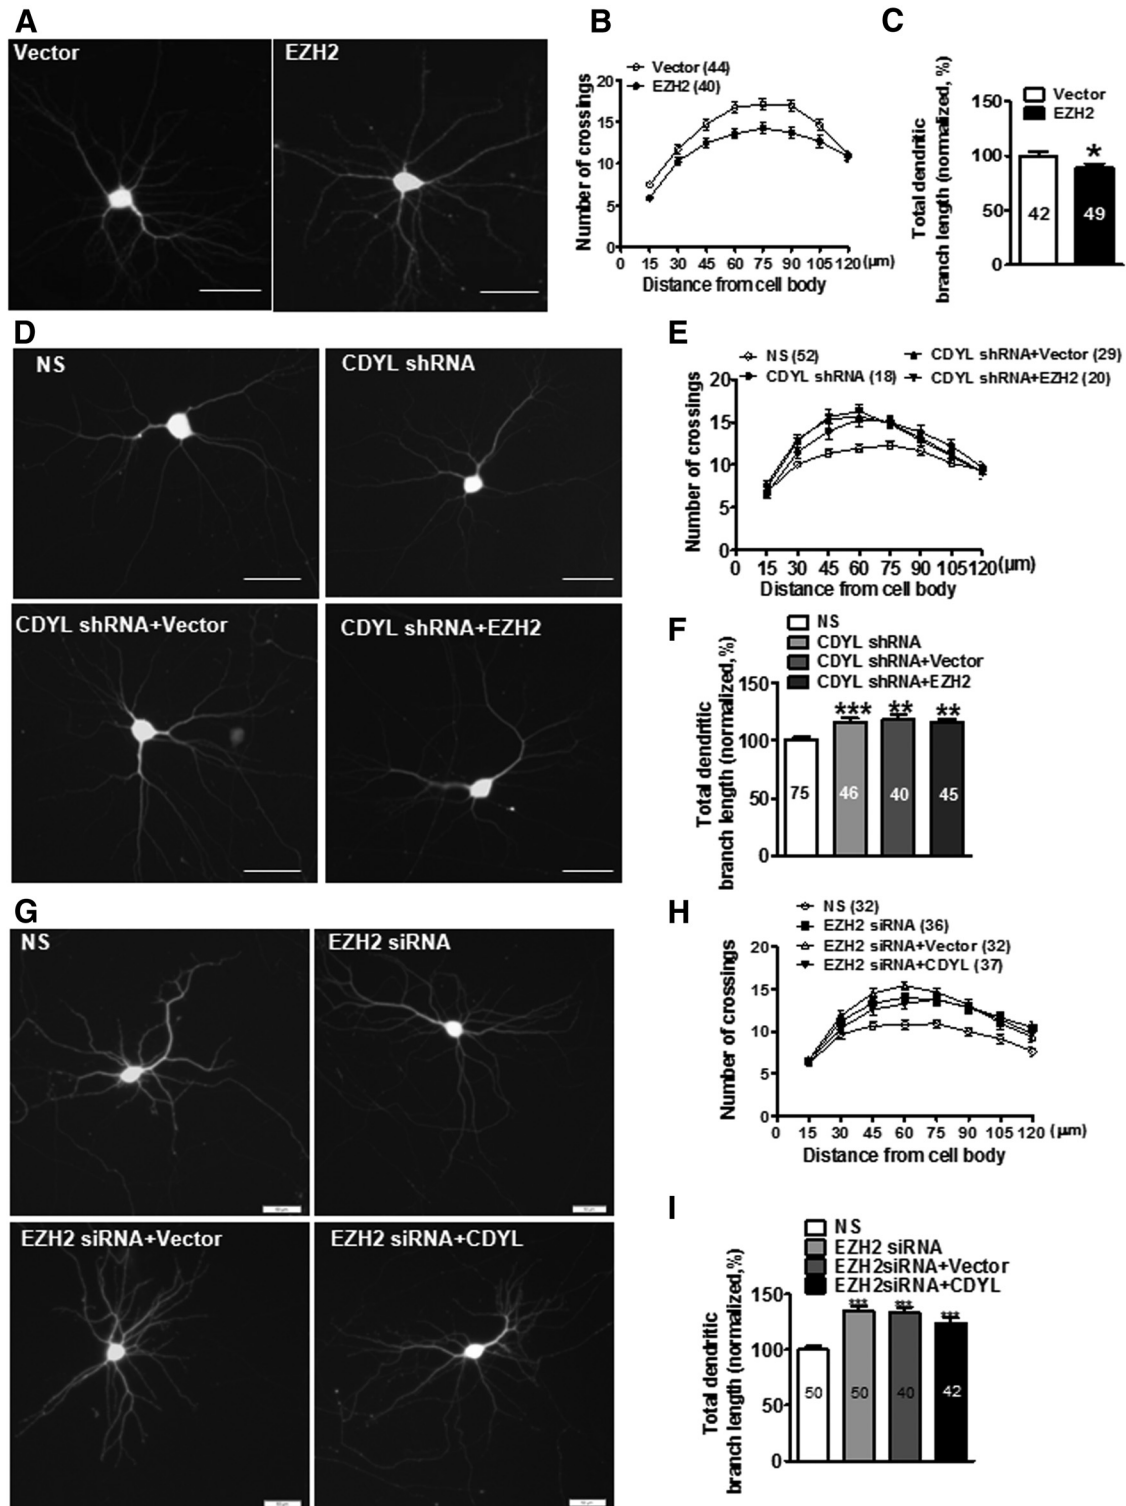 A
Vector
EZH2
B
Vector (44)
EZH2 (40)
20
15
10
5
0
Number of crossings
0 15 30 45 60 75 90 105 120 (μm)
Distance from cell body
C
Vector
EZH2
Total dendritic
branch length (normalized, %)
150
100
50
0
*
42
49
D
NS
CDYL shRNA
CDYL shRNA+Vector
CDYL shRNA+EZH2
E
NS (52)
CDYL shRNA (18)
CDYL shRNA+Vector (29)
CDYL shRNA+EZH2 (20)
20
15
10
5
0
Number of crossings
0 15 30 45 60 75 90 105 120 (μm)
Distance from cell body
F
NS
CDYL shRNA
CDYL shRNA+Vector
CDYL shRNA+EZH2
Total dendritic
branch length (normalized,%)
150
100
50
0
*** ** **
75 46 40 45
G
NS
EZH2 siRNA
EZH2 siRNA+Vector
EZH2 siRNA+CDYL
H
NS (32)
EZH2 siRNA (36)
EZH2 siRNA+Vector (32)
EZH2 siRNA+CDYL (37)
20
15
10
5
0
Number of crossings
0 15 30 45 60 75 90 105 120 (μm)
Distance from cell body
I
NS
EZH2 siRNA
EZH2siRNA+Vector
EZH2siRNA+CDYL
Total dendritic
branch length (normalized,%)
150
100
50
0
*** *** ***
50 50 40 42